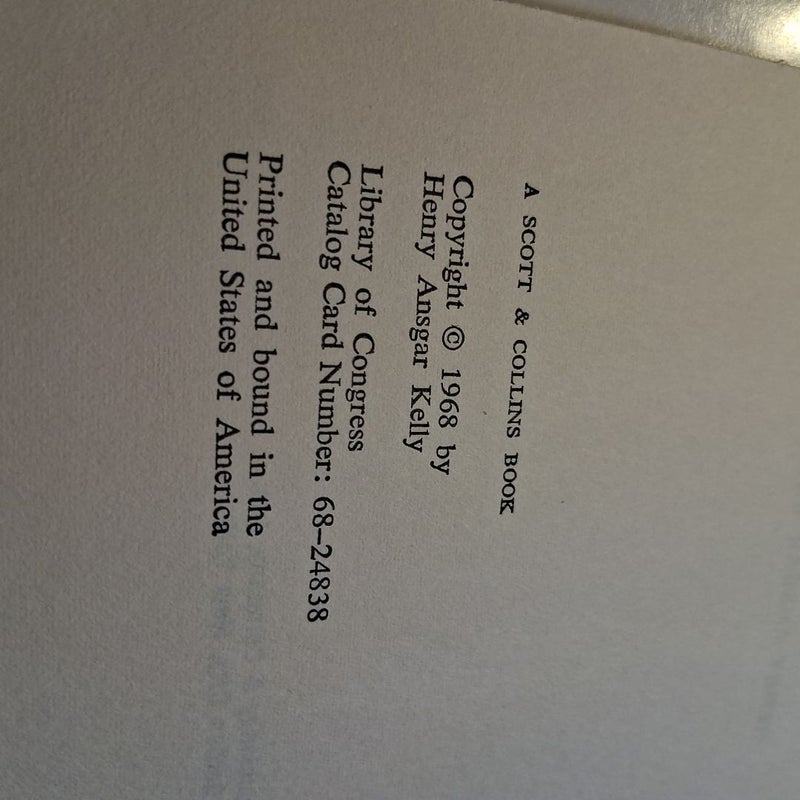 A SCOTT & COLLINS BOOK
Copyright © 1968 by
Henry Ansgar Kelly
Library of Congress
Catalog Card Number: 68–24838
Printed and bound in the
United States of America